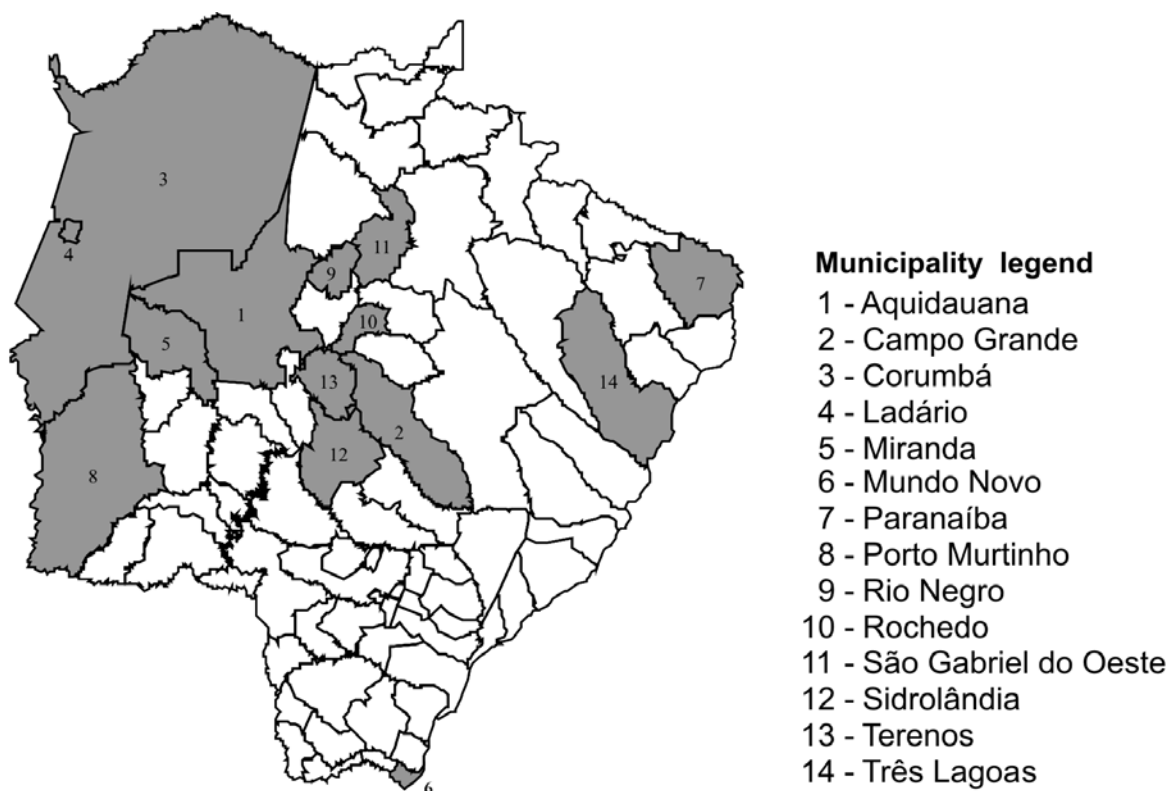 3
4
11
9
7
1
10
5
13
14
2
12
8
6
Municipality legend
1 - Aquidauana
2 - Campo Grande
3 - Corumbá
4 - Ladário
5 - Miranda
6 - Mundo Novo
7 - Paranaíba
8 - Porto Murtinho
9 - Rio Negro
10 - Rochedo
11 - São Gabriel do Oeste
12 - Sidrolândia
13 - Terenos
14 - Três Lagoas